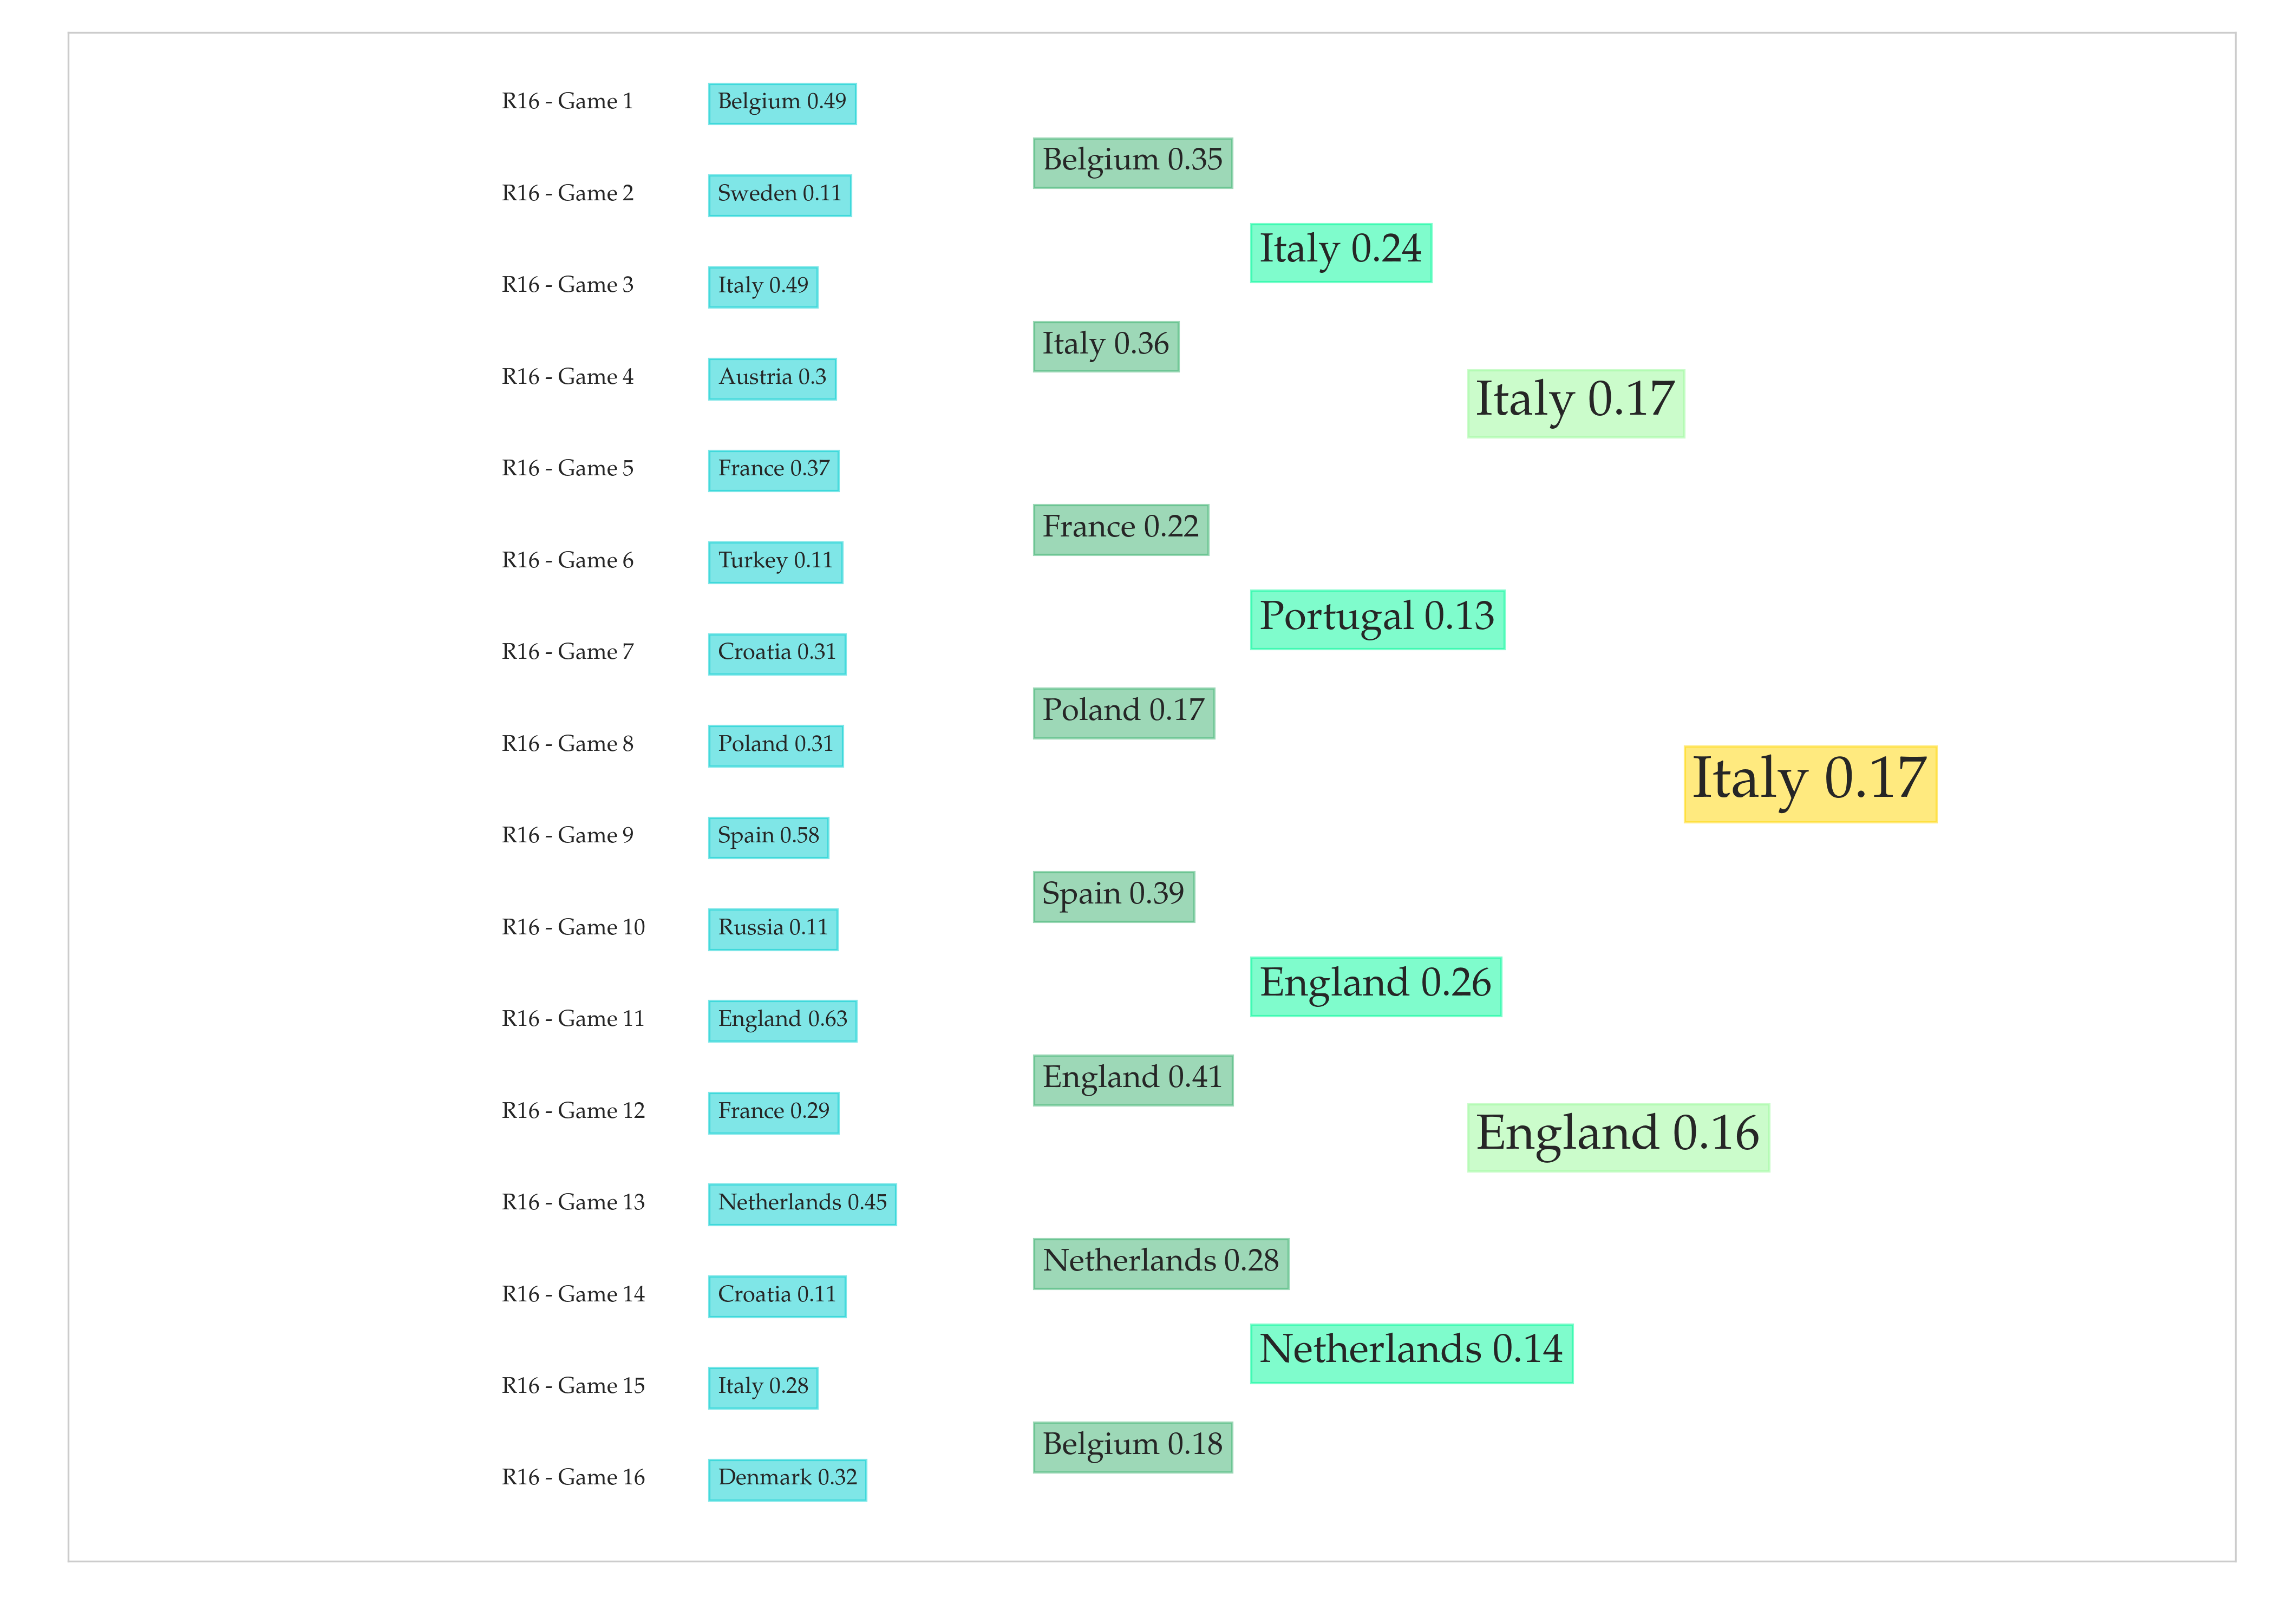 R16 - Game 1 Belgium 0.49
Belgium 0.35
R16 - Game 2 Sweden 0.11
Italy 0.24
R16 - Game 3 Italy 0.49
Italy 0.36
R16 - Game 4 Austria 0.3
Italy 0.17
R16 - Game 5 France 0.37
France 0.22
R16 - Game 6 Turkey 0.11
Portugal 0.13
R16 - Game 7 Croatia 0.31
Poland 0.17
R16 - Game 8 Poland 0.31
Italy 0.17
R16 - Game 9 Spain 0.58
Spain 0.39
R16 - Game 10 Russia 0.11
England 0.26
R16 - Game 11 England 0.63
England 0.41
R16 - Game 12 France 0.29
England 0.16
R16 - Game 13 Netherlands 0.45
Netherlands 0.28
R16 - Game 14 Croatia 0.11
Netherlands 0.14
R16 - Game 15 Italy 0.28
Belgium 0.18
R16 - Game 16 Denmark 0.32